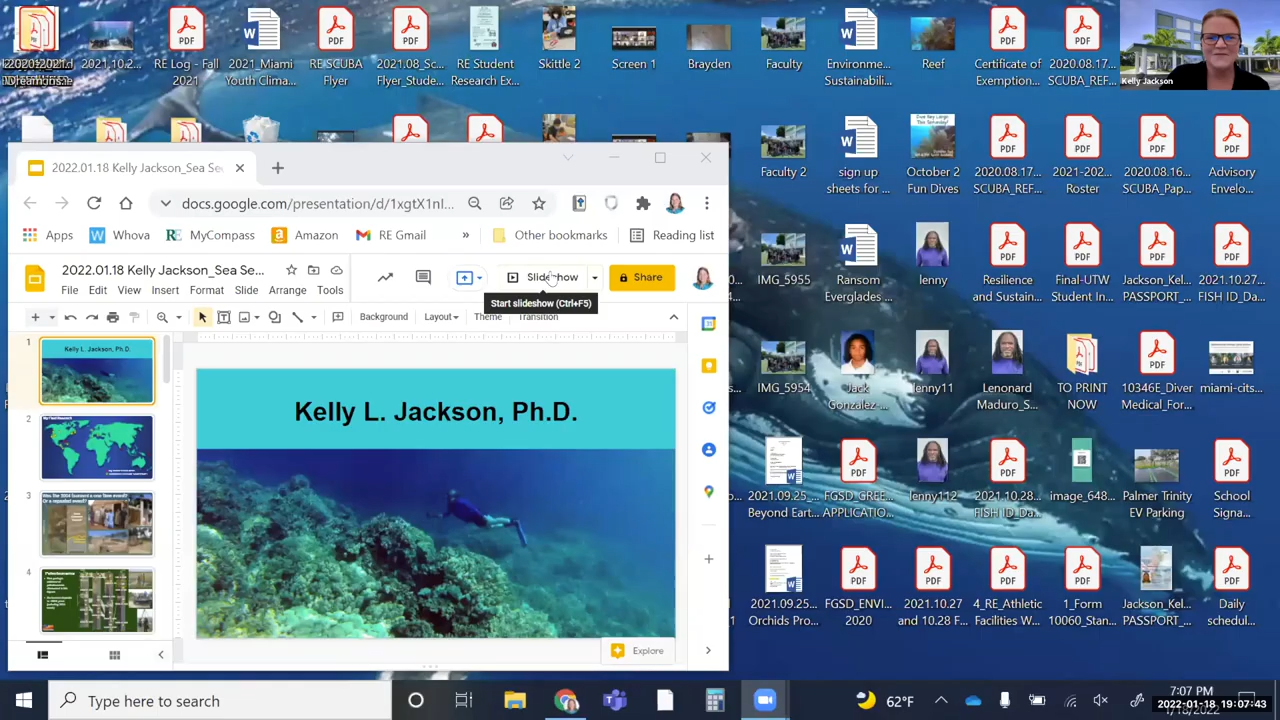 2021.10.2...
RE Log - Fall
2021
2021_Miami
Youth Clima...
RE SCUBA
Flyer
2021.08_Sc...
Flyer_Stude...
RE Student
Research Ex...
Skittle 2
Screen 1
Brayden
Faculty
Environme...
Sustainabili...
Reef
Certificate of
Exemption...
2020.08.17...
SCUBA_REF...
Kelly Jackson
Faculty 2
sign up
sheets for ...
October 2
Fun Dives
2020.08.17...
SCUBA_REF...
2021-202...
Roster
2020.08.16...
SCUBA_Pap...
Advisory
Envelo...
2022.01.18 Kelly Jackson_Sea S
docs.google.com/presentation/d/1xgtX1nl...
Apps
Whova
MyCompass
Amazon
RE Gmail
»
Other bookmarks
Reading list
2022.01.18 Kelly Jackson_Sea Se...
File Edit View Insert Format Slide Arrange Tools
Slideshow
Share
Start slideshow (Ctrl+F5)
Background
Layout
Theme
Transition
IMG_5955
Ransom
Everglades ...
lenny
Resilience
and Sustain...
Final-UTW
Student In...
Jackson_Kel...
PASSPORT_...
2021.10.27...
FISH ID_Da...
1
Kelly L. Jackson, Ph.D.
2
3
4
Kelly L. Jackson, Ph.D.
Explore
IMG_5954
Jack
Gonzalez-...
lenny11
Lenonard
Maduro_S...
TO PRINT
NOW
10346E_Diver
Medical_For...
miami-cits...
2021.09.25_...
Beyond Eart...
FGSD_GREE...
APPLICATIO...
lenny112
2021.10.28...
FISH ID_Da...
image_648...
Palmer Trinity
EV Parking
School
Signa...
2021.09.25...
Orchids Pro...
FGSD_ENVI...
2020
2021.10.27
and 10.28 F...
4_RE_Athletic
Facilities W...
1_Form
10060_Stan...
Jackson_Kel...
PASSPORT_...
Daily
schedul...
Type here to search
62°F
7:07 PM
2022-01-18 19:07:43